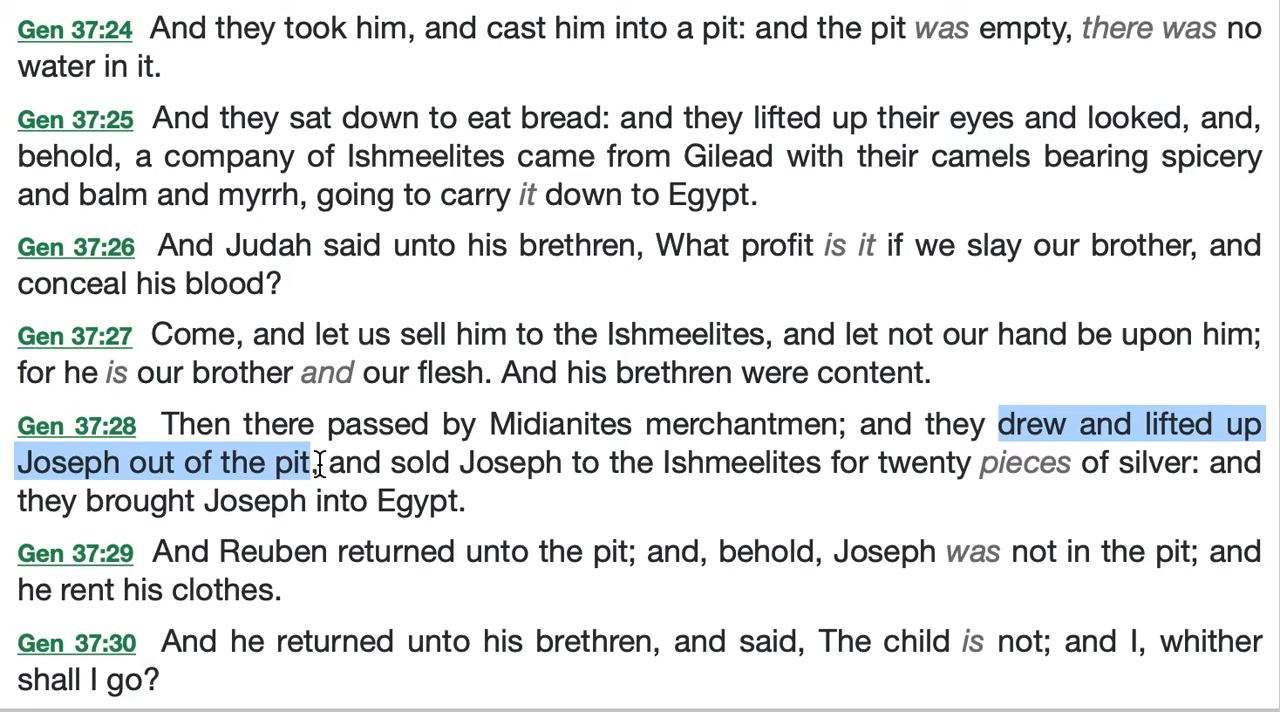 Gen 37:24 And they took him, and cast him into a pit: and the pit was empty, there was no
water in it.
Gen 37:25 And they sat down to eat bread: and they lifted up their eyes and looked, and,
behold, a company of Ishmeelites came from Gilead with their camels bearing spicery
and balm and myrrh, going to carry it down to Egypt.
Gen 37:26 And Judah said unto his brethren, What profit is it if we slay our brother, and
conceal his blood?
Gen 37:27 Come, and let us sell him to the Ishmeelites, and let not our hand be upon him;
for he is our brother and our flesh. And his brethren were content.
Gen 37:28 Then there passed by Midianites merchantmen; and they drew and lifted up
Joseph out of the pit, and sold Joseph to the Ishmeelites for twenty pieces of silver: and
they brought Joseph into Egypt.
Gen 37:29 And Reuben returned unto the pit; and, behold, Joseph was not in the pit; and
he rent his clothes.
Gen 37:30 And he returned unto his brethren, and said, The child is not; and I, whither
shall I go?